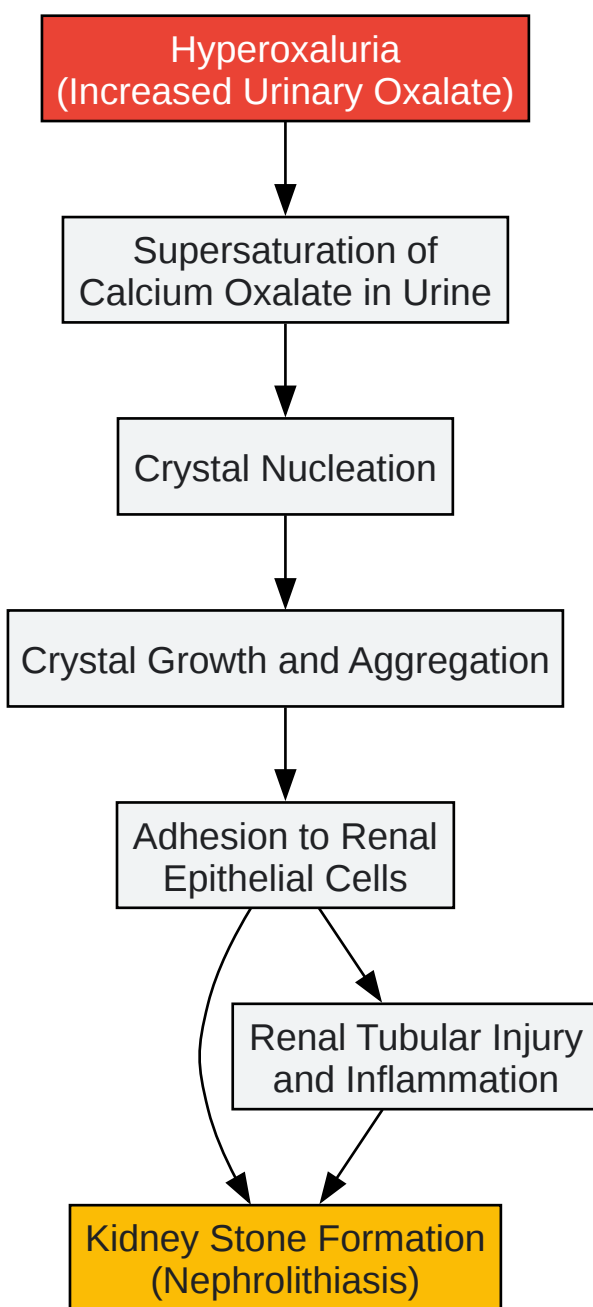 Hyperoxaluria
(Increased Urinary Oxalate)
Supersaturation of
Calcium Oxalate in Urine
Crystal Nucleation
Crystal Growth and Aggregation
Adhesion to Renal
Epithelial Cells
Renal Tubular Injury
and Inflammation
Kidney Stone Formation
(Nephrolithiasis)